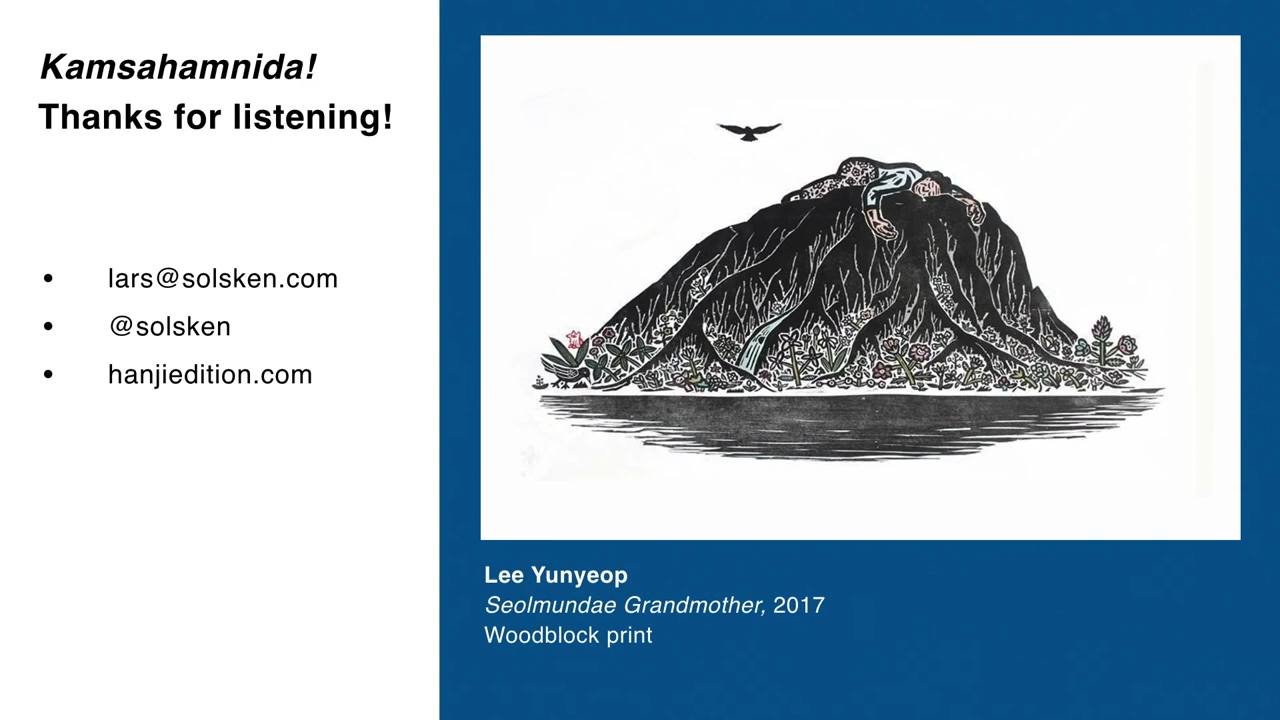 Kamsahamnida!
Thanks for listening!
• lars@solsken.com
• @solsken
• hanjiedition.com
Lee Yunyeop
Seolmundae Grandmother, 2017
Woodblock print